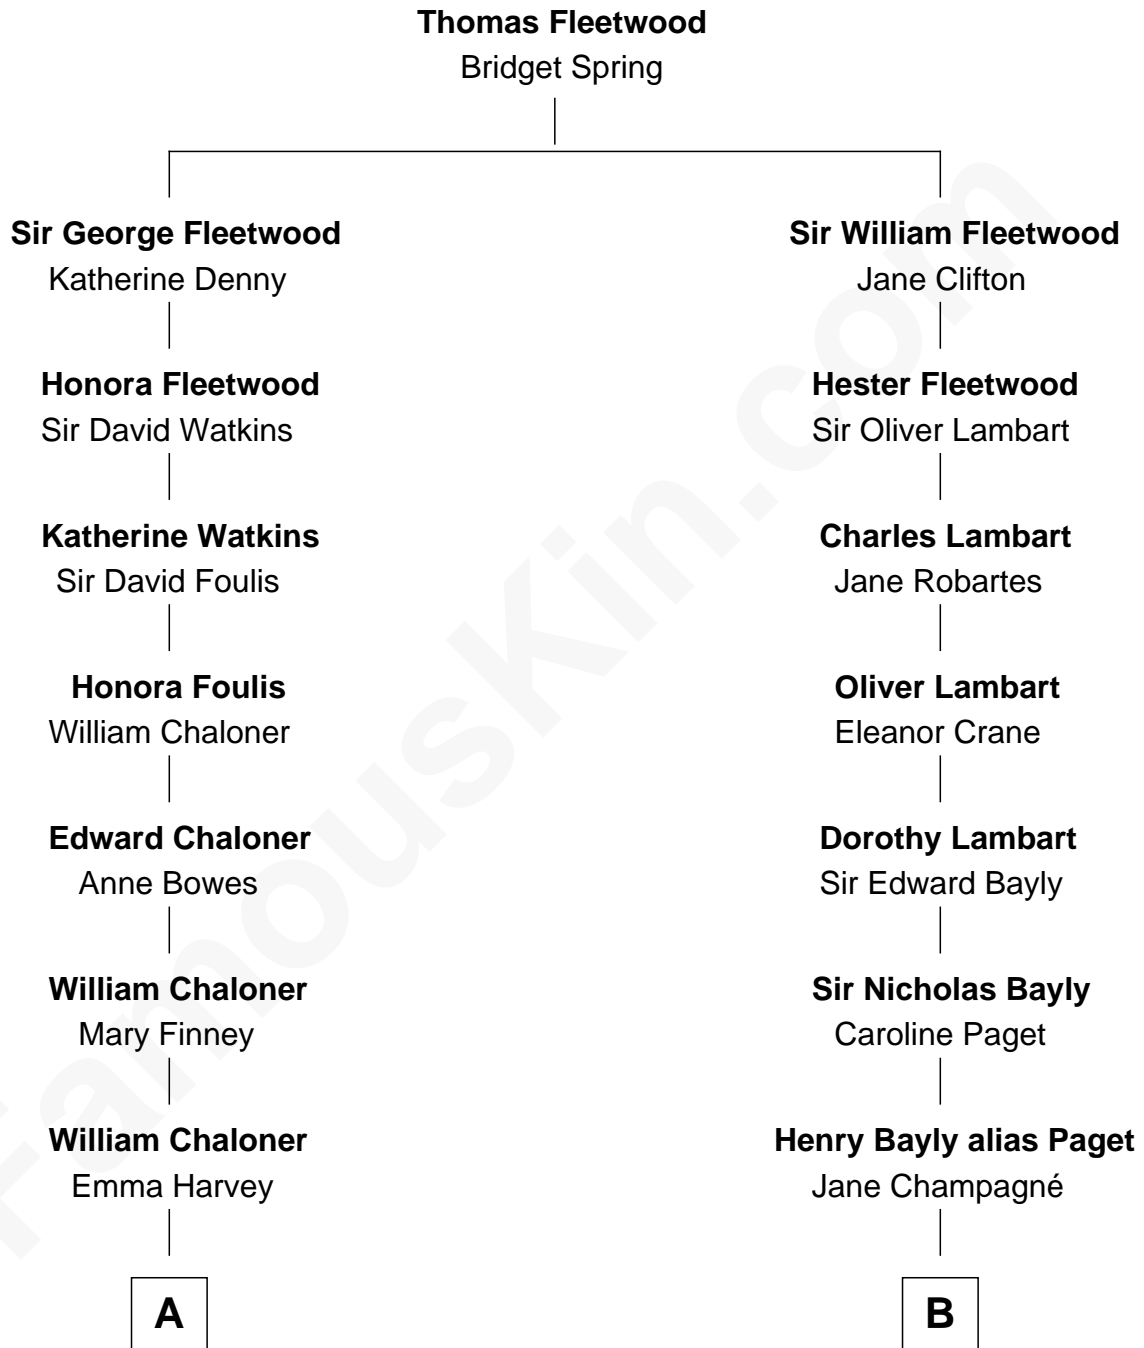 Thomas Fleetwood
Bridget Spring
Sir George Fleetwood
Katherine Denny
Honora Fleetwood
Sir David Watkins
Katherine Watkins
Sir David Foulis
Honora Foulis
William Chaloner
Edward Chaloner
Anne Bowes
William Chaloner
Mary Finney
William Chaloner
Emma Harvey
A
Sir William Fleetwood
Jane Clifton
Hester Fleetwood
Sir Oliver Lambart
Charles Lambart
Jane Robartes
Oliver Lambart
Eleanor Crane
Dorothy Lambart
Sir Edward Bayly
Sir Nicholas Bayly
Caroline Paget
Henry Bayly alias Paget
Jane Champagné
B
FamousKin.com